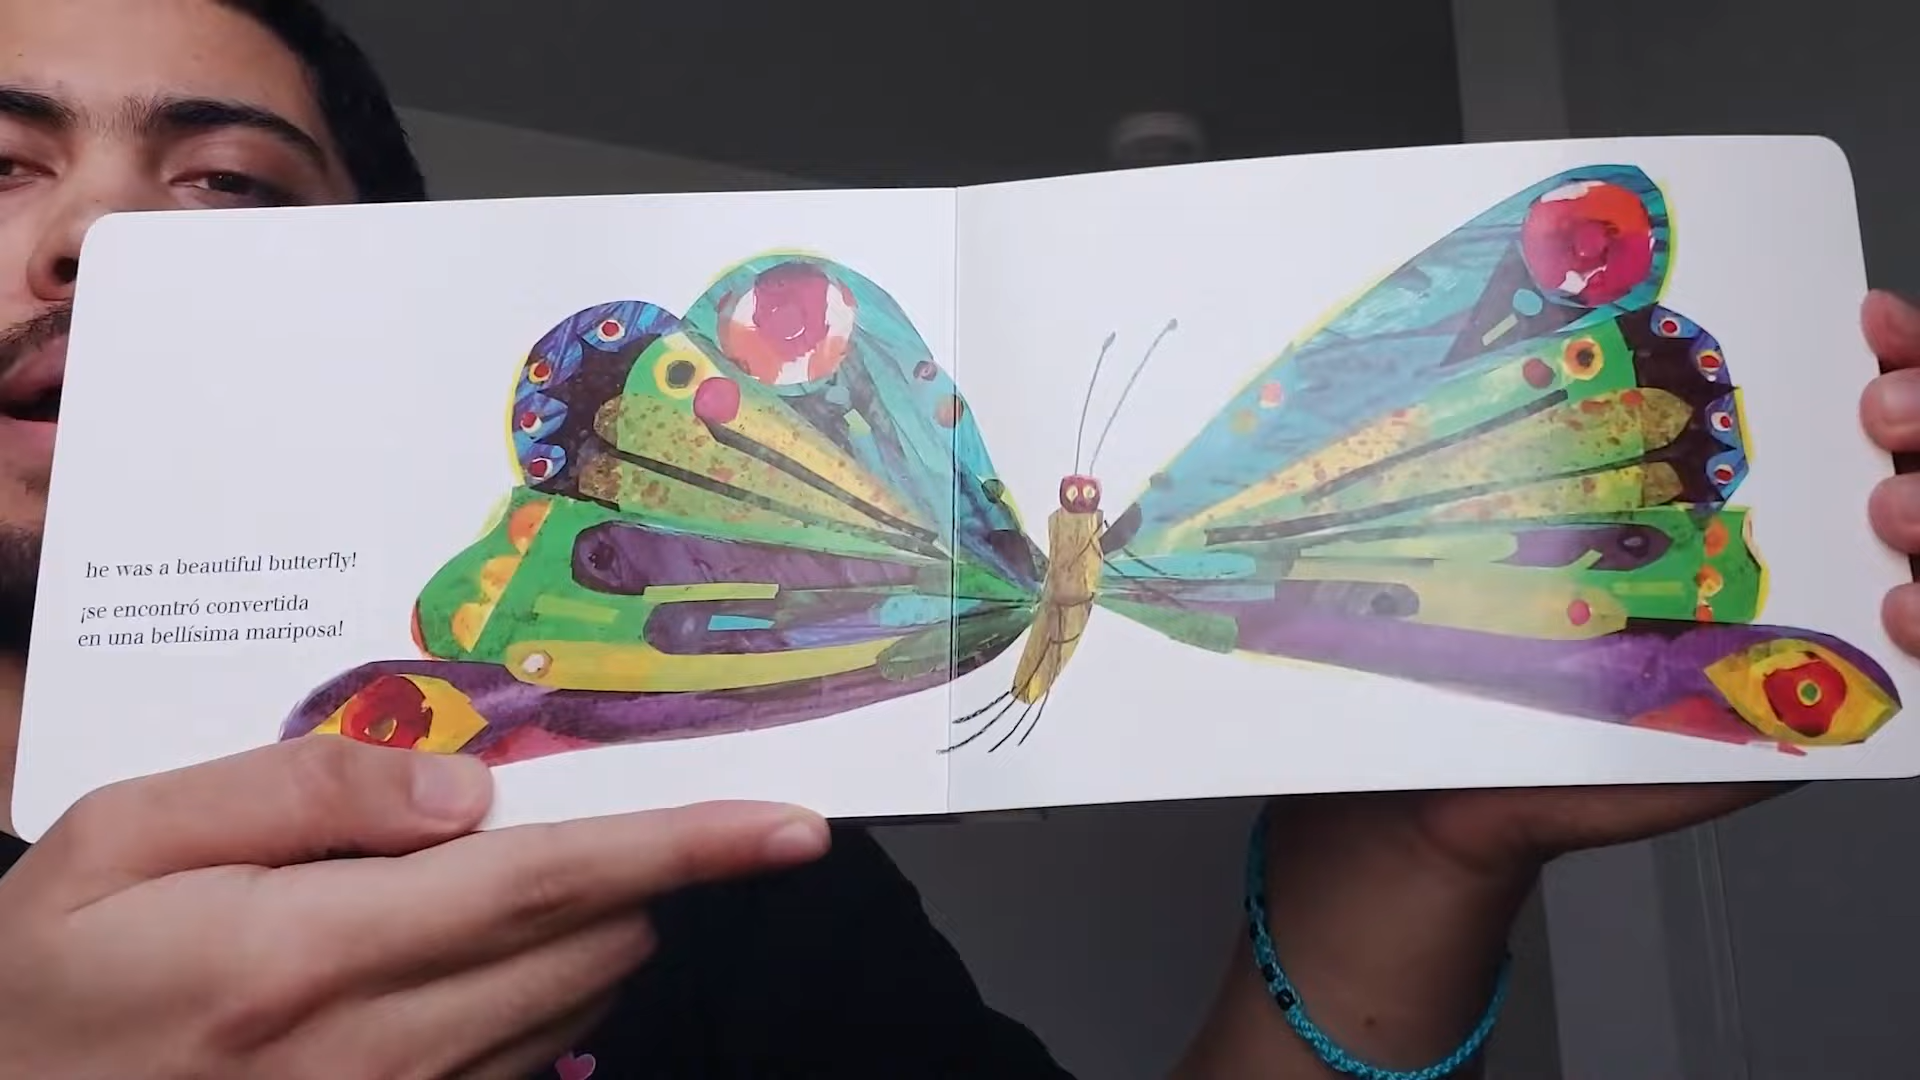 he was a beautiful butterfly!
¡se encontró convertida
en una bellísima mariposa!